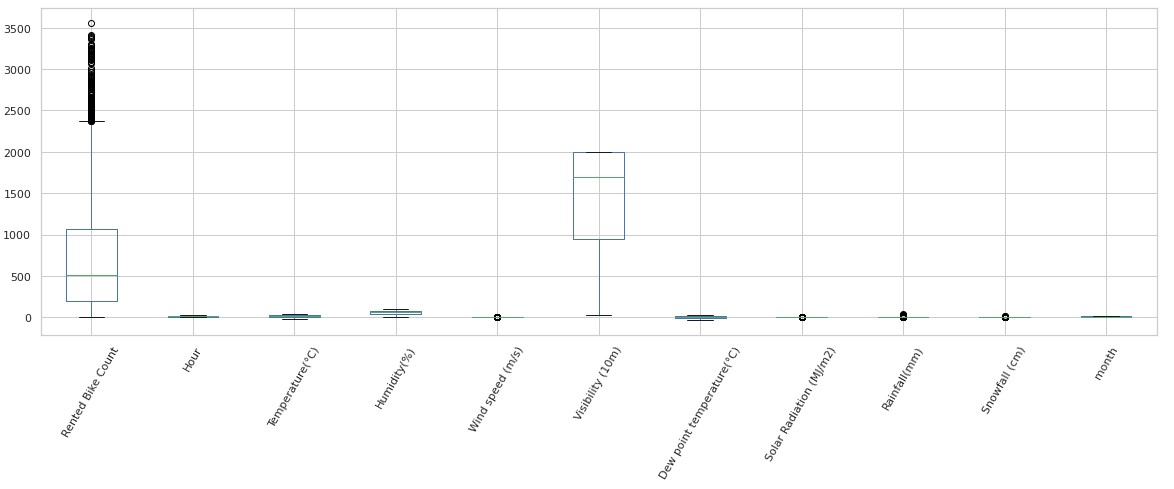 3500
3000
2500
2000
1500
1000
500
0
Rented Bike Count
Hour
Temperature(°C)
Humidity(%)
Wind speed (m/s)
Visibility (10m)
Dew point temperature(°C)
Solar Radiation (MJ/m2)
Rainfall(mm)
Snowfall (cm)
month